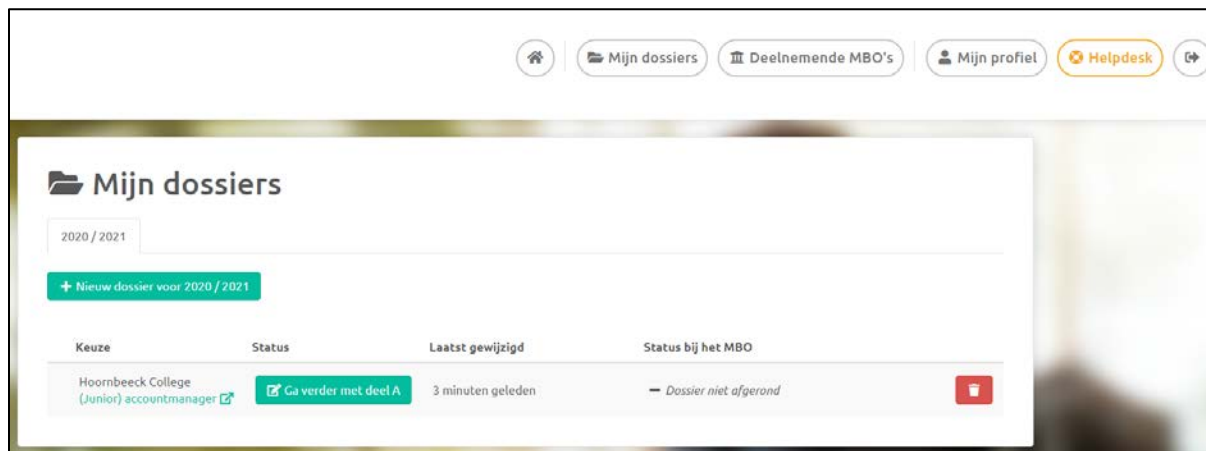 Mijn dossiers
Deelnemende MBO's
Mijn profiel
Helpdesk
Mijn dossiers
2020 / 2021
+ Nieuw dossier voor 2020 / 2021
Keuze Status Laatst gewijzigd Status bij het MBO
Hoornbeeck College
(Junior) accountmanager
Ga verder met deel A
3 minuten geleden
– Dossier niet afgerond